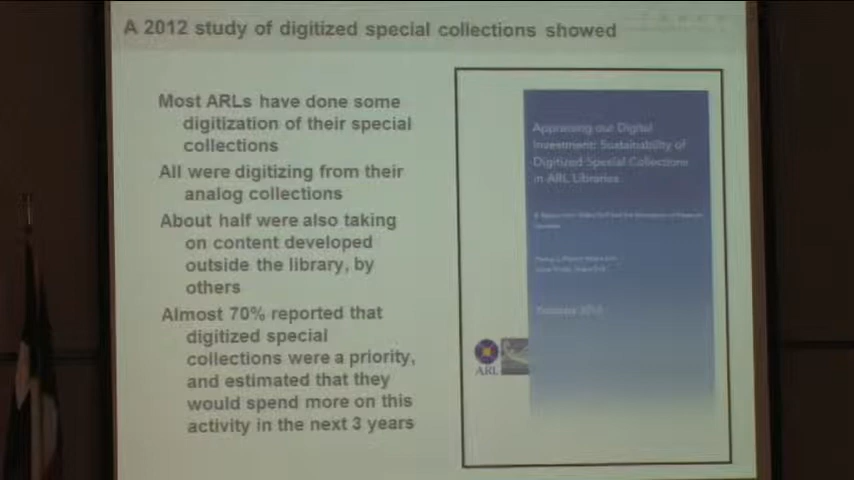 A 2012 study of digitized special collections showed
Most ARLs have done some
digitization of their special
collections
All were digitizing from their
analog collections
About half were also taking
on content developed
outside the library, by
others
Almost 70% reported that
digitized special
collections were a priority,
and estimated that they
would spend more on this
activity in the next 3 years
Appraising our Digital
Investment: Sustainability of
Digitized Special Collections
in ARL Libraries
ARL